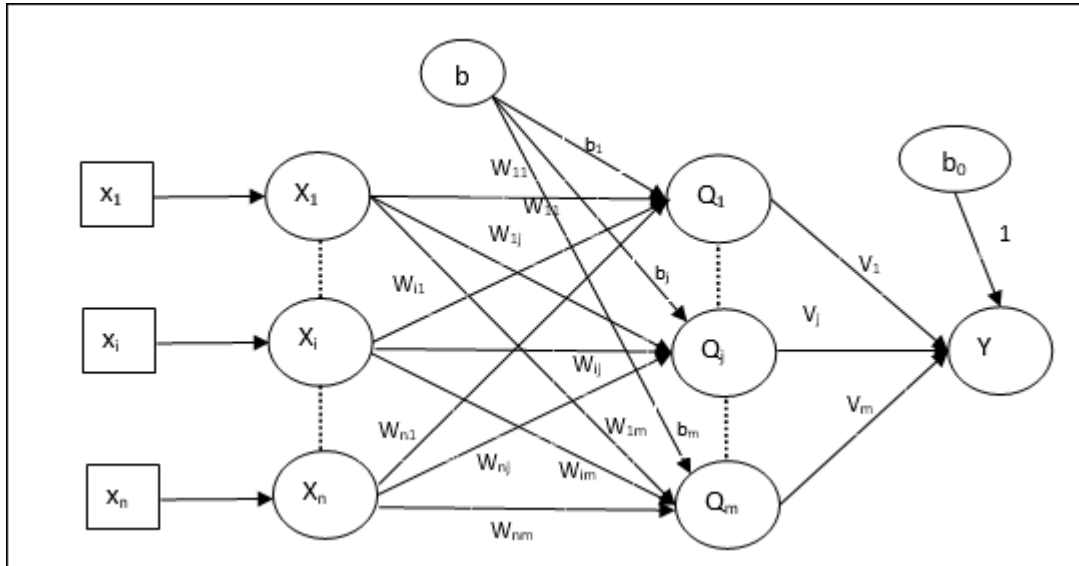 b
b₁
b₀
x₁
X₁
W₁₁
W₁₁
Q₁
1
W₁ⱼ
bⱼ
V₁
Wᵢ₁
xᵢ
Xᵢ
Vⱼ
Qⱼ
Y
Wᵢⱼ
Vₘ
Wₙ₁
W₁ₘ
bₘ
Wₙⱼ
Wᵢₘ
xₙ
Xₙ
Qₘ
Wₙₘ